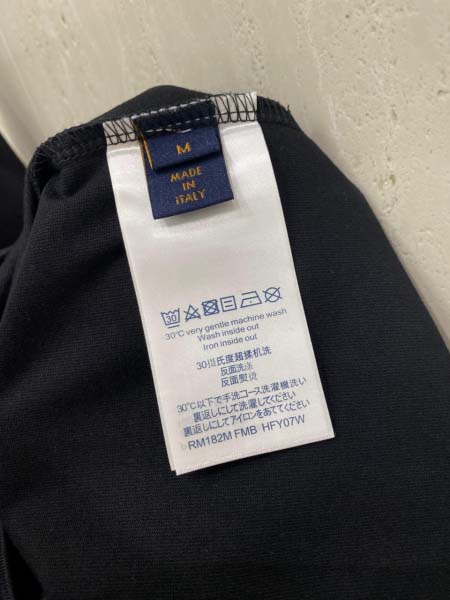 M
MADE
IN
ITALY
30
30°C very gentle machine wash
Wash inside out
Iron inside out
30摄氏度超揉机洗
反面洗涤
反面熨烫
30℃以下で手洗コース洗濯機洗い
裏返しにして洗濯してください
裏返しにしてアイロンをあててください
RM182M FMB HFY07W